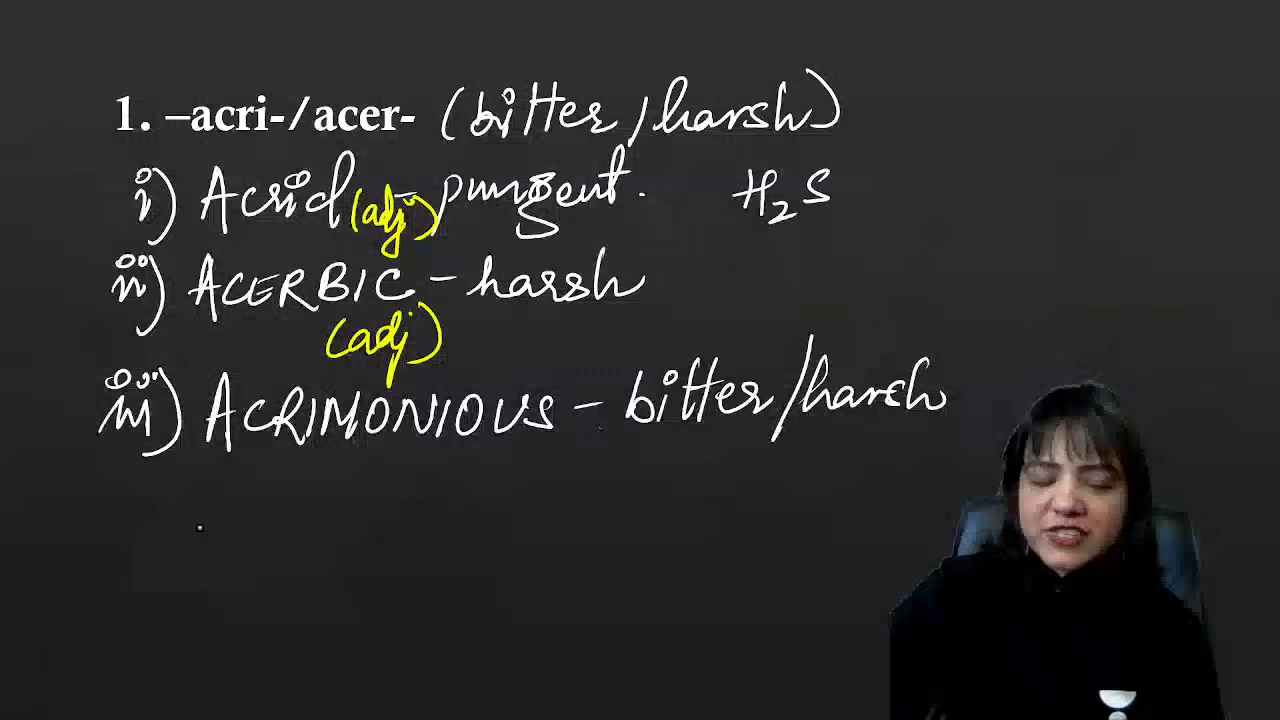 1. –acri-/acer- (bitter/harsh)
i) Acrid (adj) - pungent. H₂S
ii) ACERBIC - harsh
(adj)
iii) ACRIMONIOUS - bitter/harsh